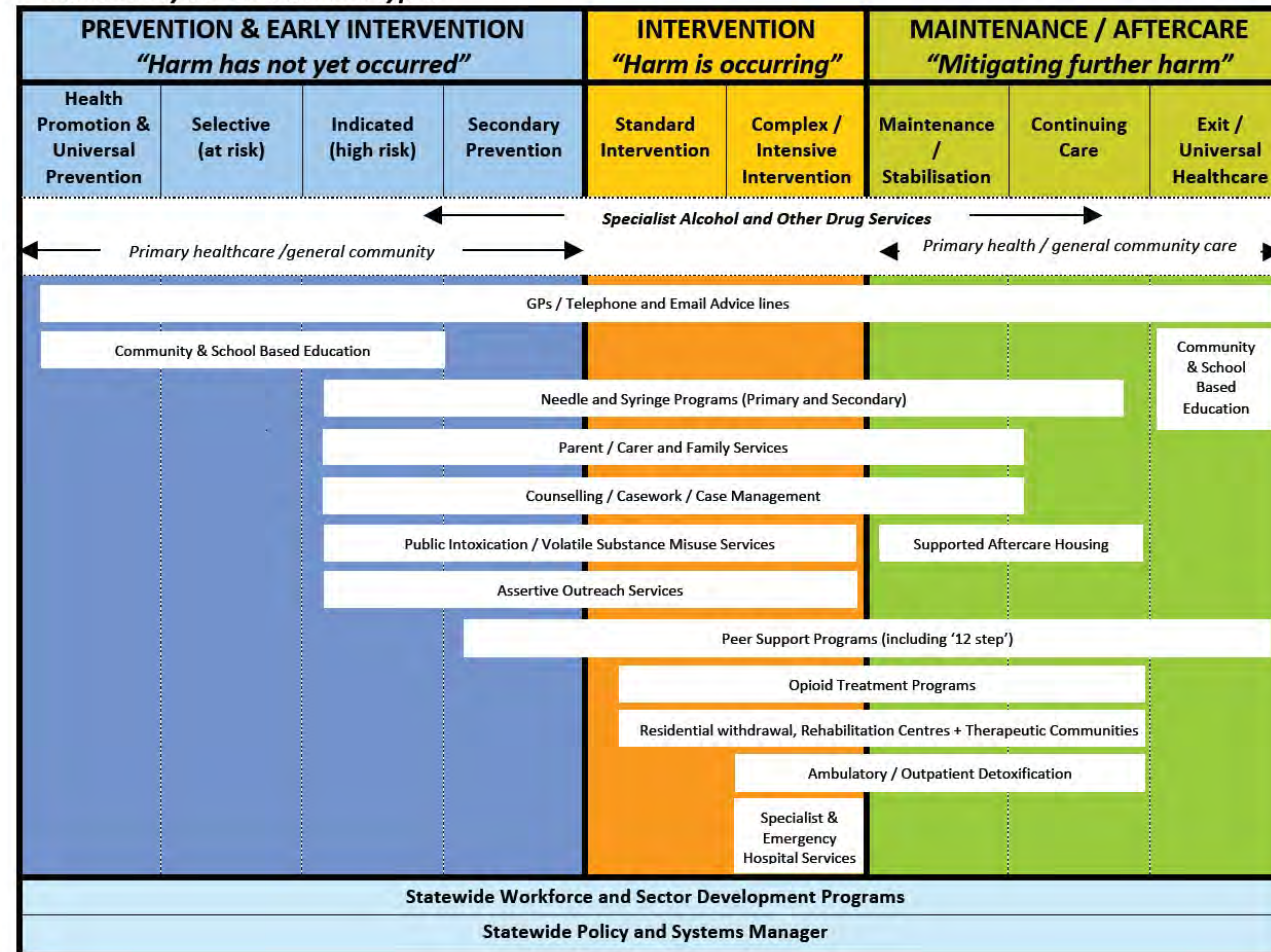 PREVENTION & EARLY INTERVENTION
“Harm has not yet occurred”
INTERVENTION
“Harm is occurring”
MAINTENANCE / AFTERCARE
“Mitigating further harm”
Health
Promotion &
Universal
Prevention
Selective
(at risk)
Indicated
(high risk)
Secondary
Prevention
Standard
Intervention
Complex /
Intensive
Intervention
Maintenance
/
Stabilisation
Continuing
Care
Exit /
Universal
Healthcare
Specialist Alcohol and Other Drug Services
Primary healthcare /general community
Primary health / general community care
GPs / Telephone and Email Advice lines
Community & School Based Education
Community
& School
Based
Education
Needle and Syringe Programs (Primary and Secondary)
Parent / Carer and Family Services
Counselling / Casework / Case Management
Public Intoxication / Volatile Substance Misuse Services
Supported Aftercare Housing
Assertive Outreach Services
Peer Support Programs (including ‘12 step’)
Opioid Treatment Programs
Residential withdrawal, Rehabilitation Centres + Therapeutic Communities
Ambulatory / Outpatient Detoxification
Specialist &
Emergency
Hospital Services
Statewide Workforce and Sector Development Programs
Statewide Policy and Systems Manager